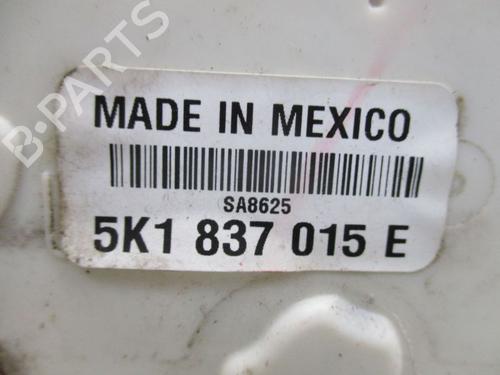 B-PARTS
MADE IN MEXICO
SA8625
5K1 837 015 E